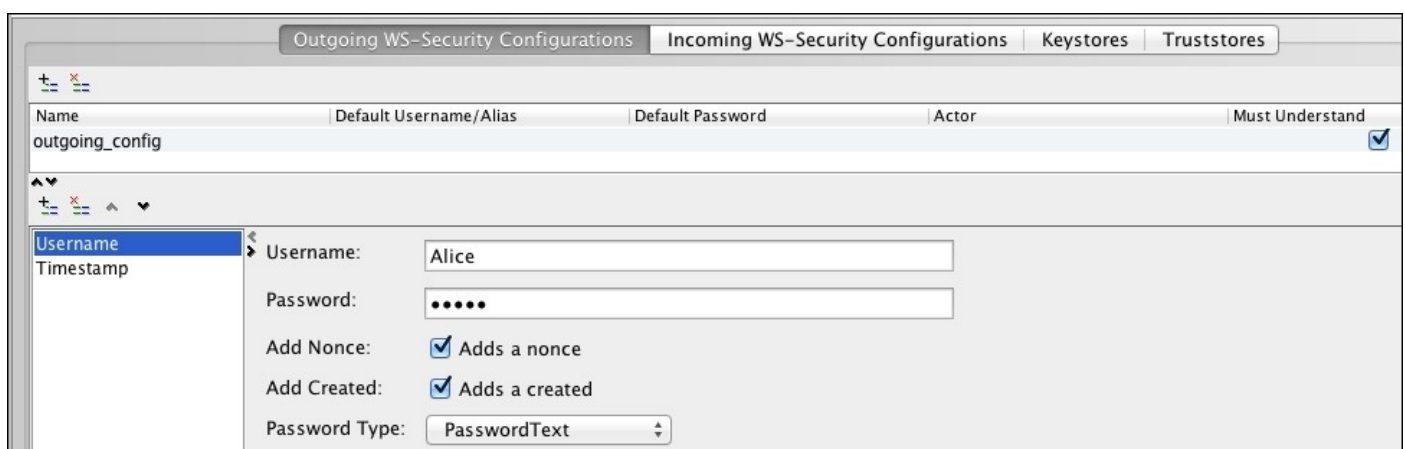 Outgoing WS-Security Configurations Incoming WS-Security Configurations Keystores Truststores
Name Default Username/Alias Default Password Actor Must Understand
outgoing_config
Username
Timestamp
Username: Alice
Password: •••••
Add Nonce: Adds a nonce
Add Created: Adds a created
Password Type: PasswordText